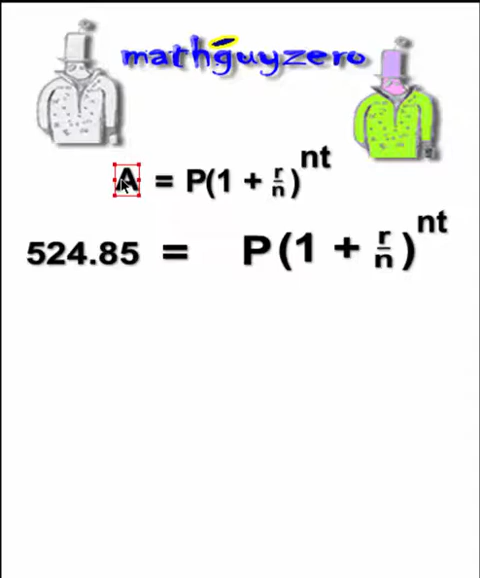 mathguyzero
A = P(1 + r/n)^nt
524.85 = P(1 + r/n)^nt